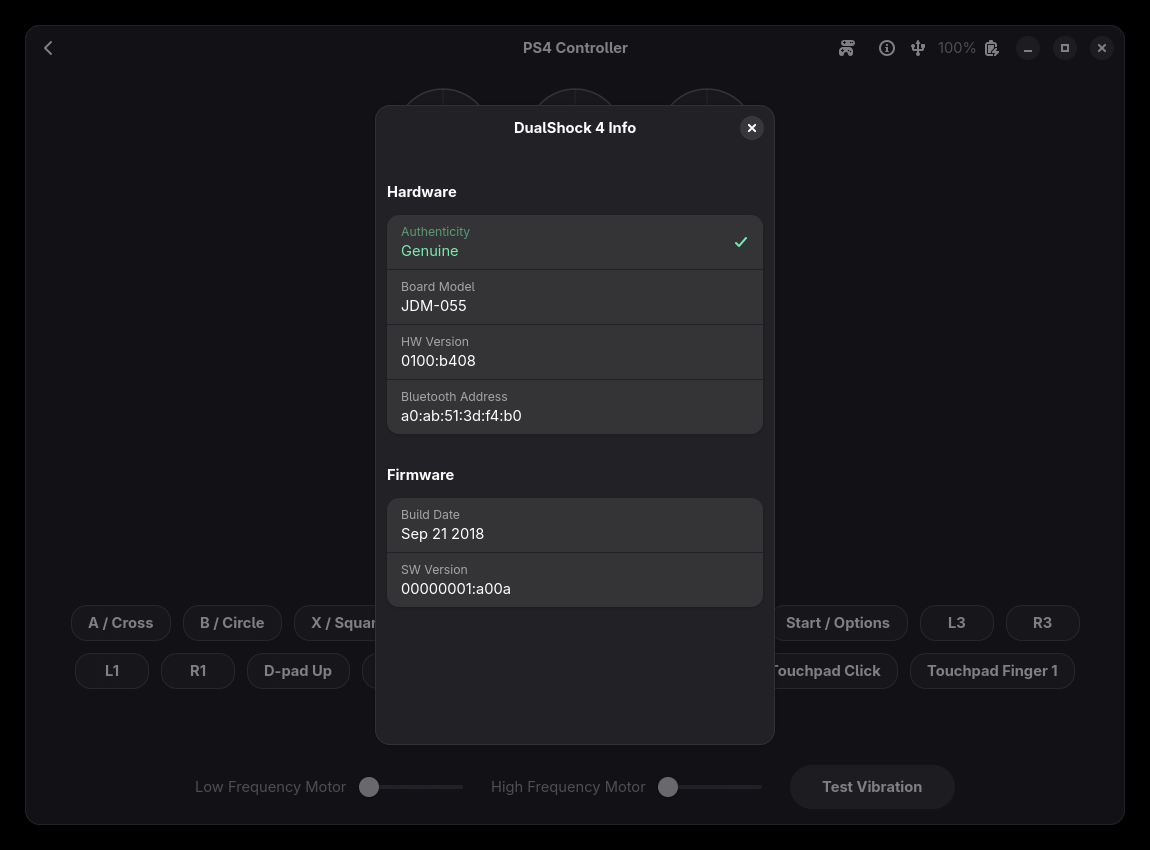 PS4 Controller
100%
DualShock 4 Info
Hardware
Authenticity
Genuine
Board Model
JDM-055
HW Version
0100:b408
Bluetooth Address
a0:ab:51:3d:f4:b0
Firmware
Build Date
Sep 21 2018
SW Version
00000001:a00a
A / Cross
B / Circle
X / Squar
Start / Options
L3
R3
L1
R1
D-pad Up
Touchpad Click
Touchpad Finger 1
Low Frequency Motor
High Frequency Motor
Test Vibration